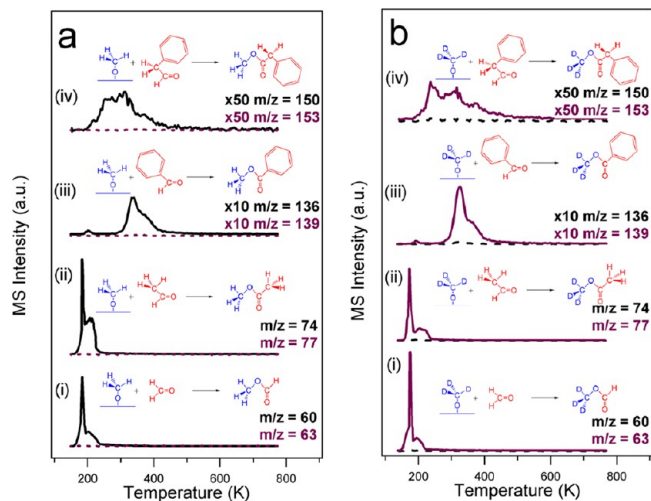 a
(iv)
x50 m/z = 150
x50 m/z = 153
(iii)
x10 m/z = 136
x10 m/z = 139
(ii)
m/z = 74
m/z = 77
(i)
m/z = 60
m/z = 63
MS Intensity (a.u.)
200 400 600 800
Temperature (K)
b
(iv)
x50 m/z = 150
x50 m/z = 153
(iii)
x10 m/z = 136
x10 m/z = 139
(ii)
m/z = 74
m/z = 77
(i)
m/z = 60
m/z = 63
MS Intensity (a.u.)
200 400 600 800
Temperature (K)